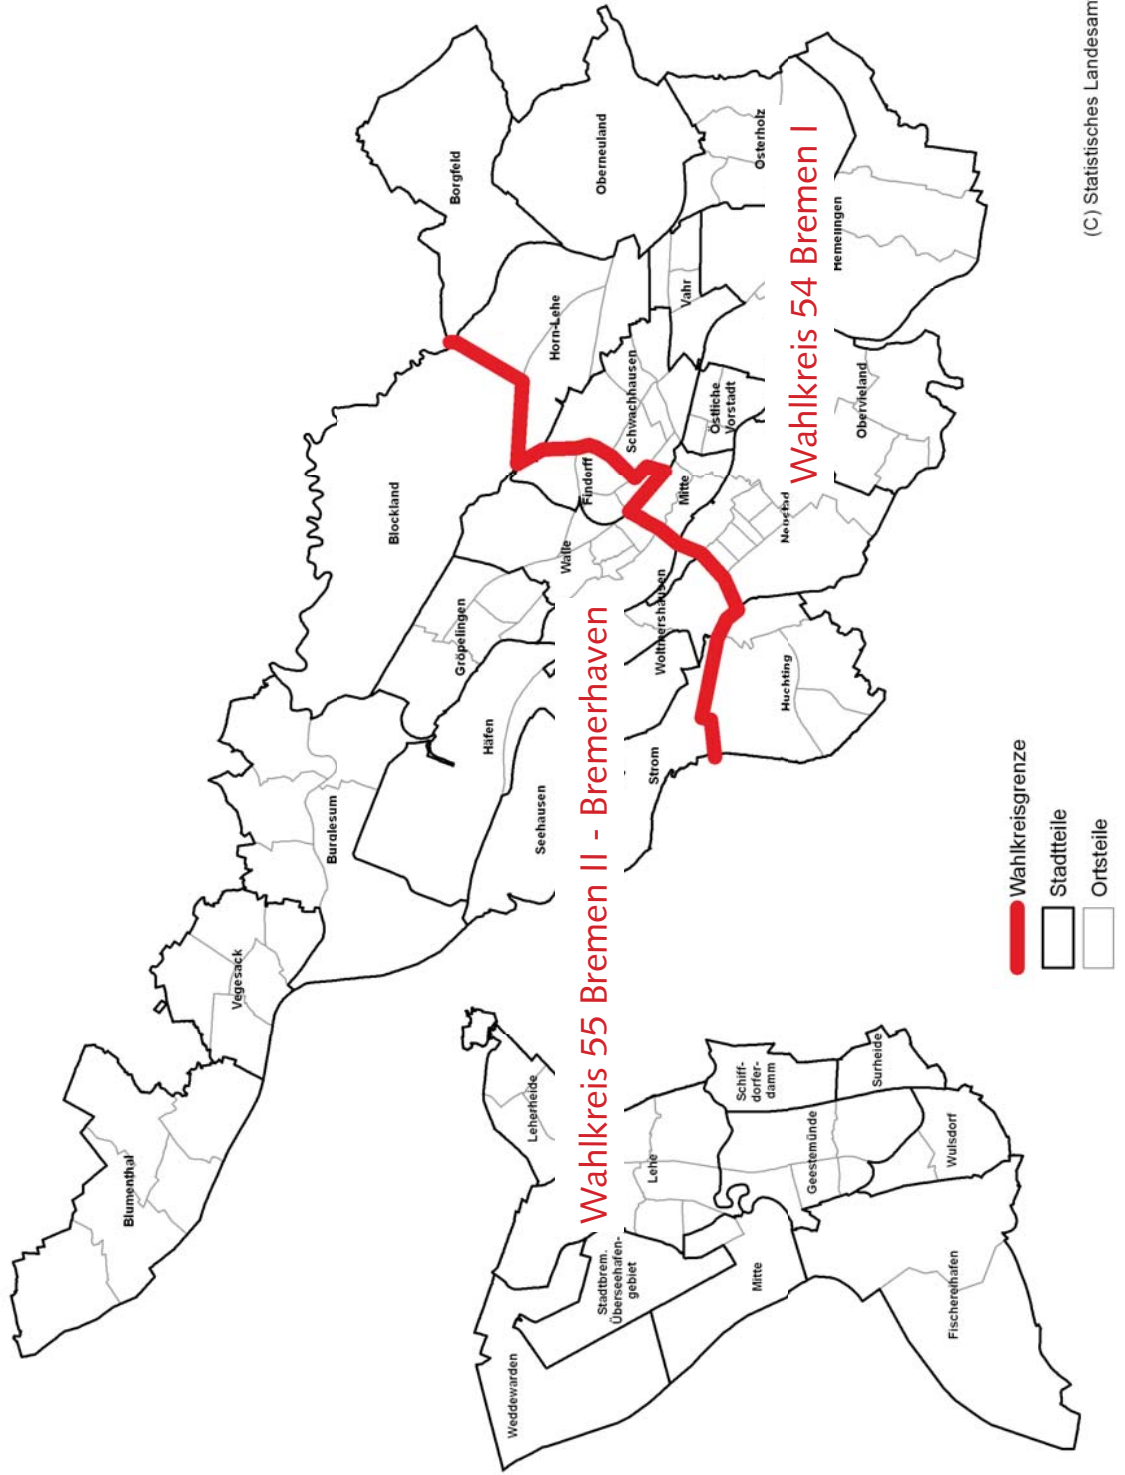 Blumenthal
Vegesack
Burglesum
Blockland
Borgfeld
Gröpelingen
Häfen
Seehausen
Walle
Findorff
Horn-Lehe
Oberneuland
Schwachhausen
Mitte
Vahr
Östliche
Vorstadt
Osterholz
Woltmershausen
Strom
Huchting
Neustad
Obervieland
Hemelingen
Wahlkreis 54 Bremen I
Wahlkreis 55 Bremen II - Bremerhaven
Weddewarden
Leherheide
Stadtbrem.
Überseehafen-
gebiet
Lehe
Mitte
Schiff-
dorfer-
damm
Geestemünde
Surheide
Wulsdorf
Fischereihafen
Wahlkreisgrenze
Stadtteile
Ortsteile
(C) Statistisches Landesam